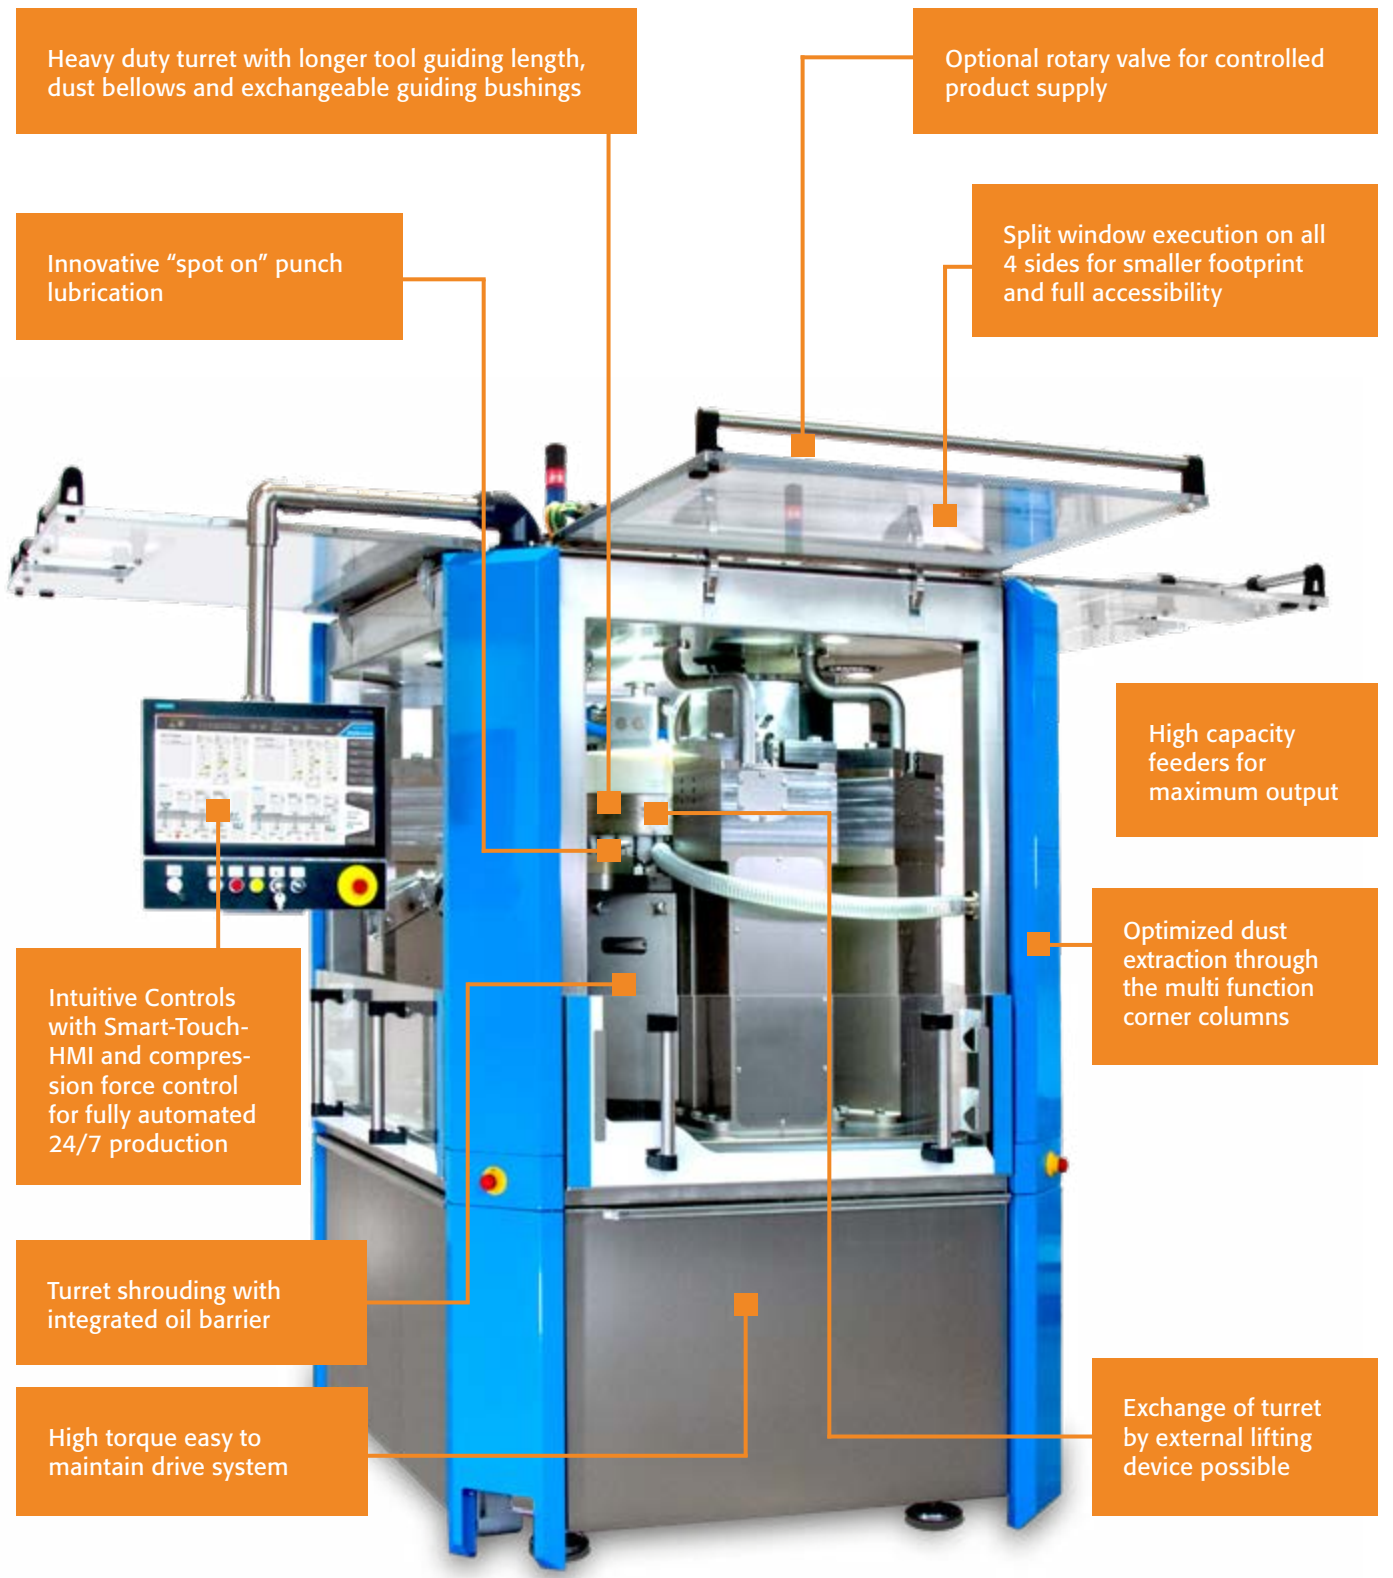 Heavy duty turret with longer tool guiding length,
dust bellows and exchangeable guiding bushings
Optional rotary valve for controlled
product supply
Innovative “spot on” punch
lubrication
Split window execution on all
4 sides for smaller footprint
and full accessibility
High capacity
feeders for
maximum output
Optimized dust
extraction through
the multi function
corner columns
Intuitive Controls
with Smart-Touch-
HMI and compres-
sion force control
for fully automated
24/7 production
Turret shrouding with
integrated oil barrier
High torque easy to
maintain drive system
Exchange of turret
by external lifting
device possible